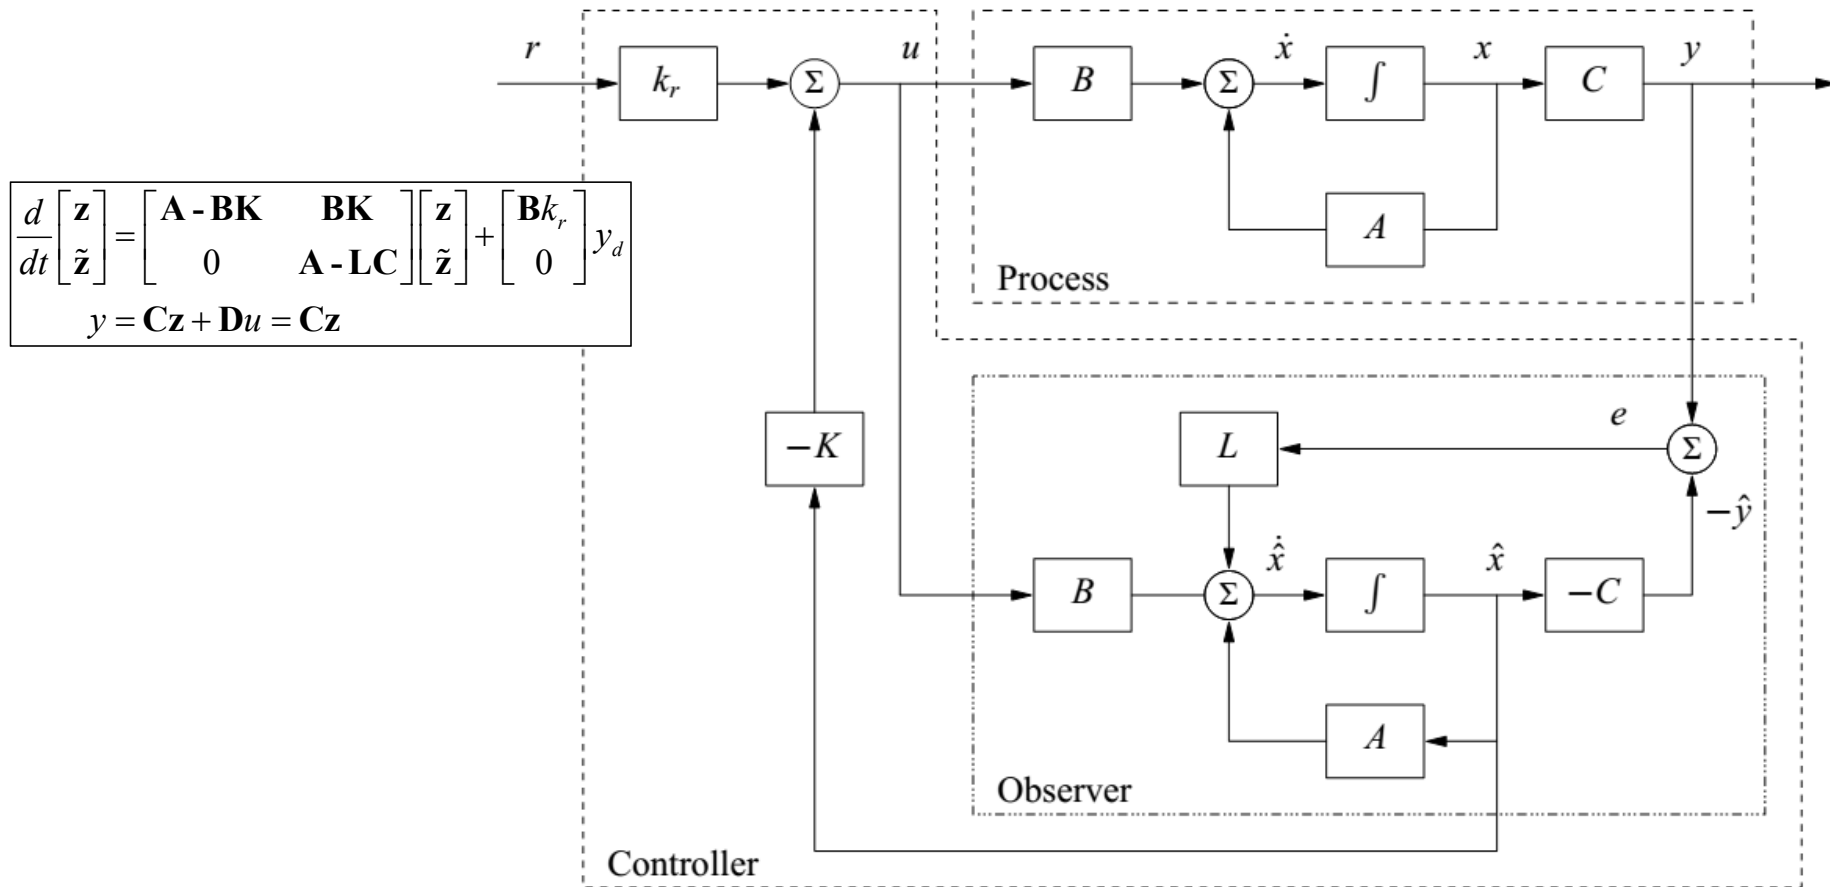 r
k_r
Σ
u
B
Σ
ẋ
∫
x
C
y
A
Process
d/dt [z; z̃] = [A - BK BK; 0 A - LC] [z; z̃] + [Bk_r; 0] y_d
y = Cz + Du = Cz
−K
L
e
Σ
−ŷ
B
Σ
x̂̇
∫
x̂
−C
A
Observer
Controller